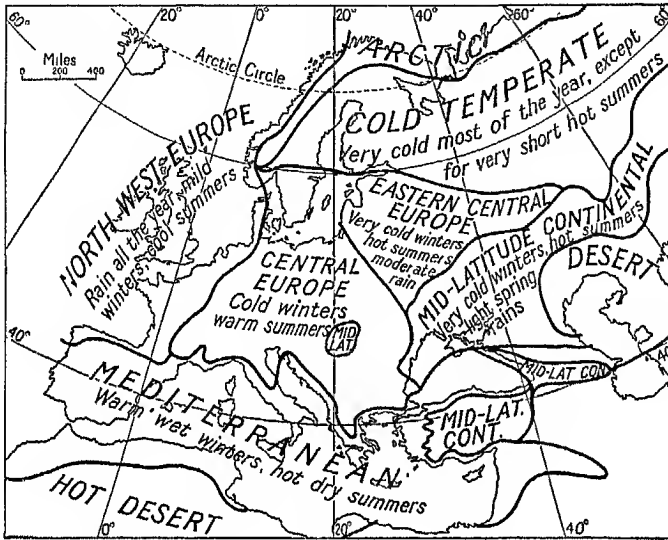 60°
20°
0°
20
40°
60°
60°
Miles
0 200 400
Arctic Circle
ARCTIC
COLD TEMPERATE
Very cold most of the year, except
for very short hot summers
NORTH WEST EUROPE
Rain all the year, mild
winters, cool summers
EASTERN CENTRAL
EUROPE
Very cold winters
hot summers
moderate
rain
MID-LATITUDE CONTINENTAL
Very cold winters, hot summers
light spring
rains
DESERT
CENTRAL
EUROPE
Cold winters
warm summers
MID
LAT.
40°
MID-LAT CON.
MID-LAT.
CONT.
MEDITERRANEAN
Warm wet winters, hot dry summers
HOT DESERT
0°
20°
40°